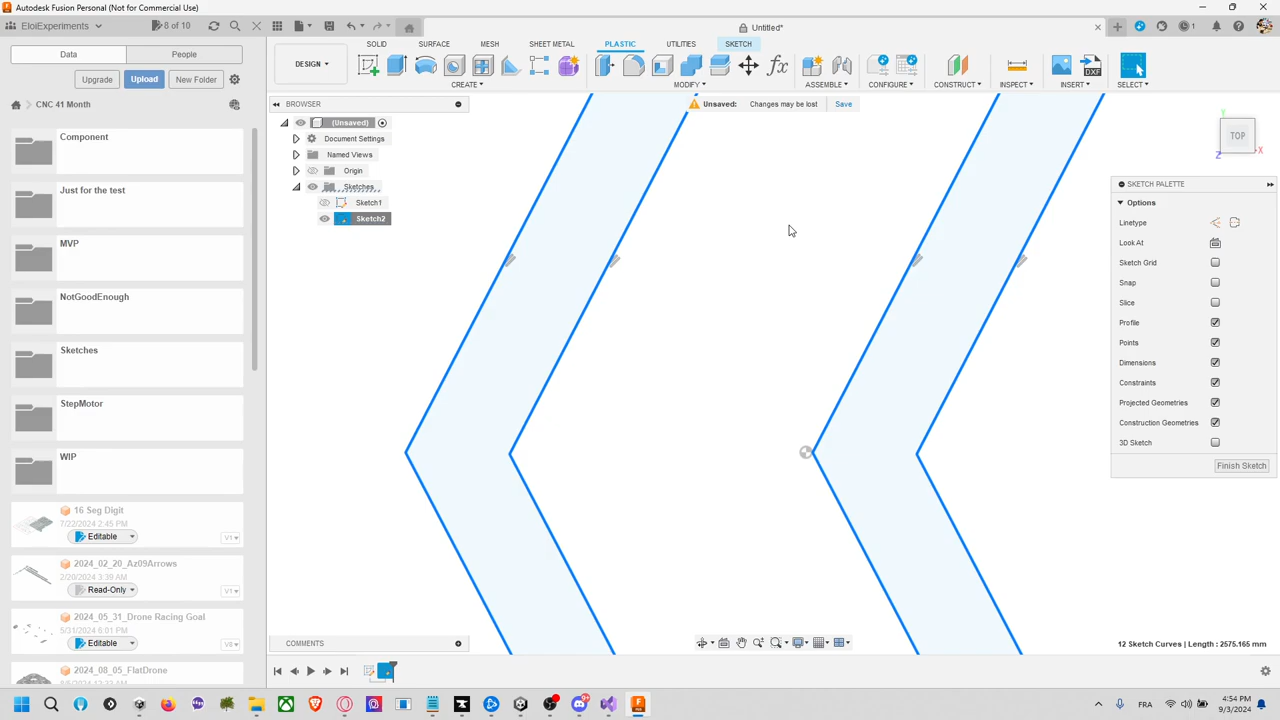 Autodesk Fusion Personal (Not for Commercial Use)
EloiExperiments
8 of 10
Untitled*
1
Data
People
Upgrade
Upload
New Folder
CNC 41 Month
Component
Just for the test
MVP
NotGoodEnough
Sketches
StepMotor
WIP
16 Seg Digit
7/22/2024 2:45 PM
Editable
V1
2024_02_20_Az09Arrows
2/20/2024 3:39 AM
Read-Only
V1
2024_05_31_Drone Racing Goal
5/31/2024 6:01 PM
Editable
V8
2024_08_05_FlatDrone
DESIGN
SOLID
SURFACE
MESH
SHEET METAL
PLASTIC
UTILITIES
SKETCH
fx
DXF
CREATE
MODIFY
ASSEMBLE
CONFIGURE
CONSTRUCT
INSPECT
INSERT
SELECT
BROWSER
Unsaved: Changes may be lost Save
(Unsaved)
Document Settings
Named Views
Origin
Sketches
Sketch1
Sketch2
Y
TOP
Z
X
SKETCH PALETTE
Options
Linetype
Look At
Sketch Grid
Snap
Slice
Profile
Points
Dimensions
Constraints
Projected Geometries
Construction Geometries
3D Sketch
Finish Sketch
COMMENTS
12 Sketch Curves | Length : 2575.165 mm
FRA
4:54 PM
9/3/2024